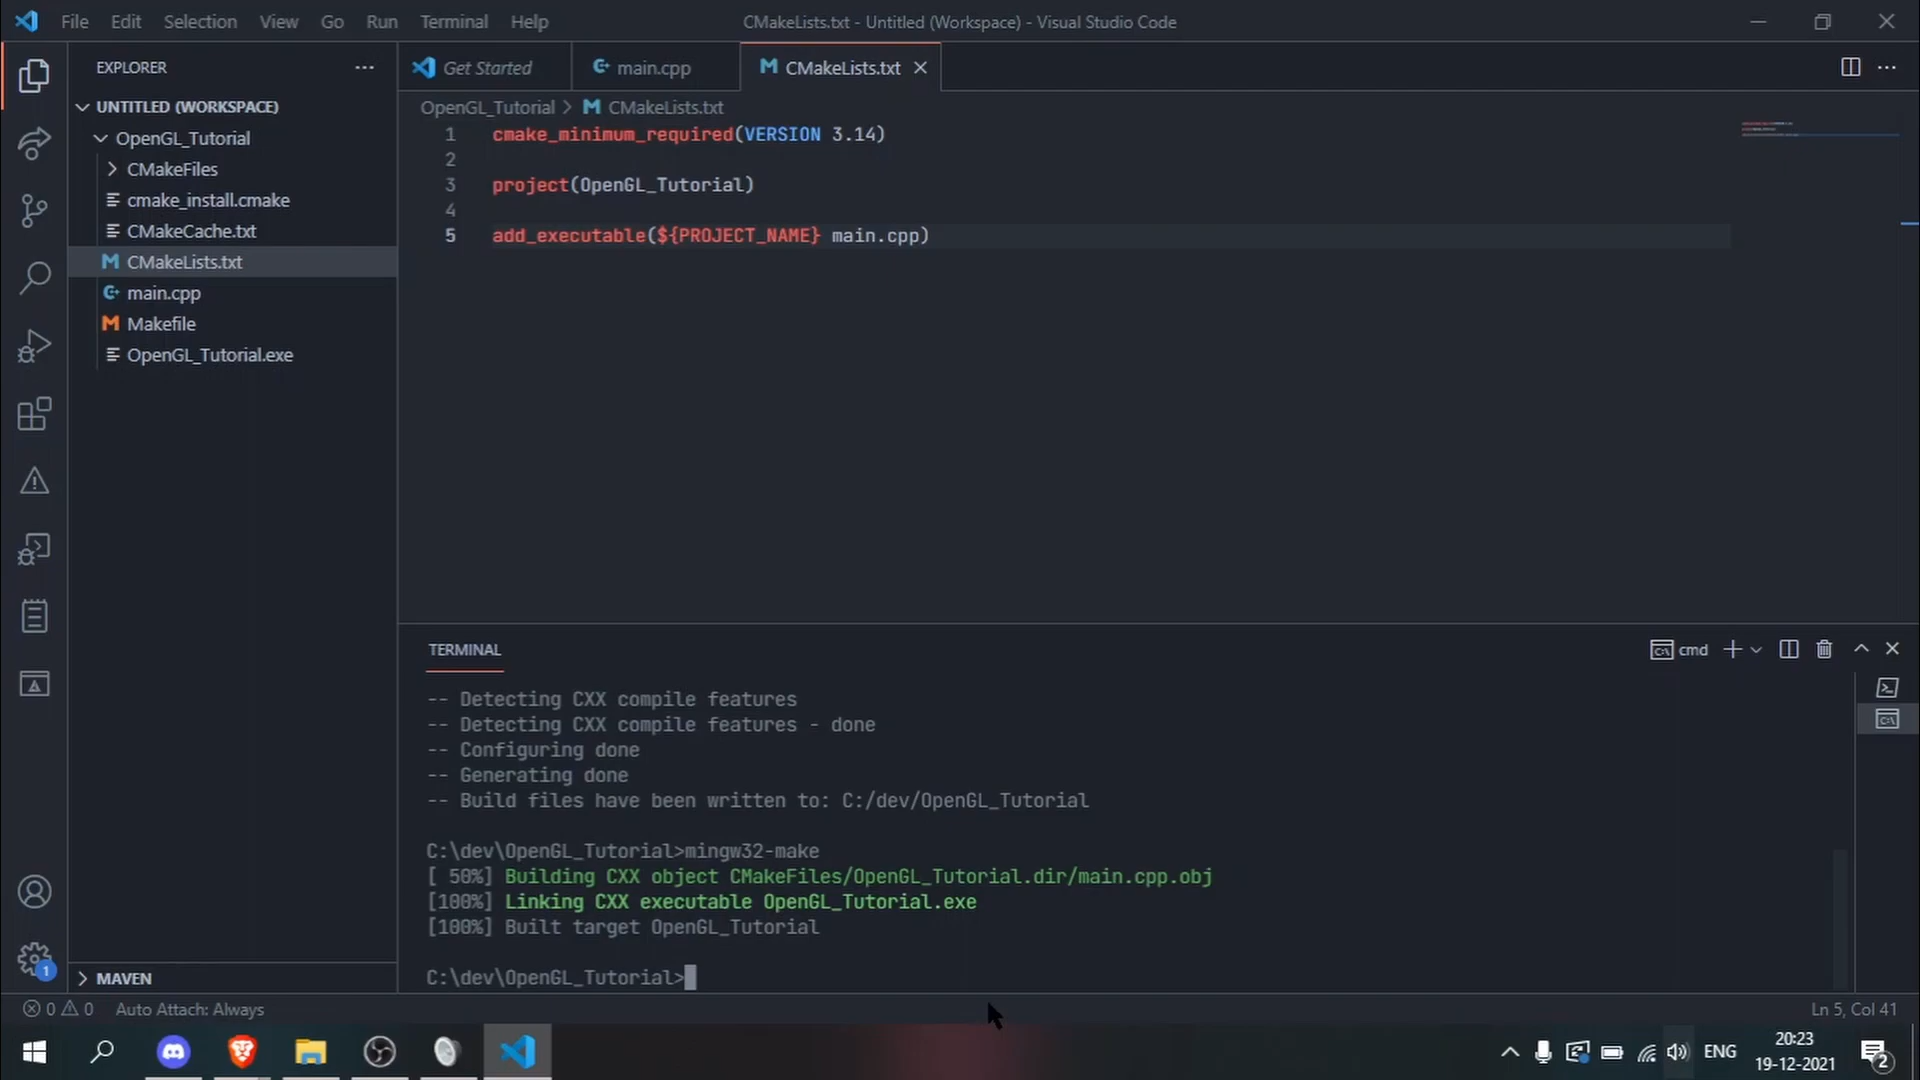 File Edit Selection View Go Run Terminal Help
CMakeLists.txt - Untitled (Workspace) - Visual Studio Code
EXPLORER
UNTITLED (WORKSPACE)
OpenGL_Tutorial
CMakeFiles
cmake_install.cmake
CMakeCache.txt
CMakeLists.txt
main.cpp
Makefile
OpenGL_Tutorial.exe
MAVEN
Get Started
main.cpp
CMakeLists.txt
OpenGL_Tutorial > CMakeLists.txt
1 cmake_minimum_required(VERSION 3.14)
2
3 project(OpenGL_Tutorial)
4
5 add_executable(${PROJECT_NAME} main.cpp)
TERMINAL
cmd
-- Detecting CXX compile features
-- Detecting CXX compile features - done
-- Configuring done
-- Generating done
-- Build files have been written to: C:/dev/OpenGL_Tutorial
C:\dev\OpenGL_Tutorial>mingw32-make
[ 50%] Building CXX object CMakeFiles/OpenGL_Tutorial.dir/main.cpp.obj
[100%] Linking CXX executable OpenGL_Tutorial.exe
[100%] Built target OpenGL_Tutorial
C:\dev\OpenGL_Tutorial>
1
0 0 Auto Attach: Always
Ln 5, Col 41
ENG
20:23
19-12-2021
2